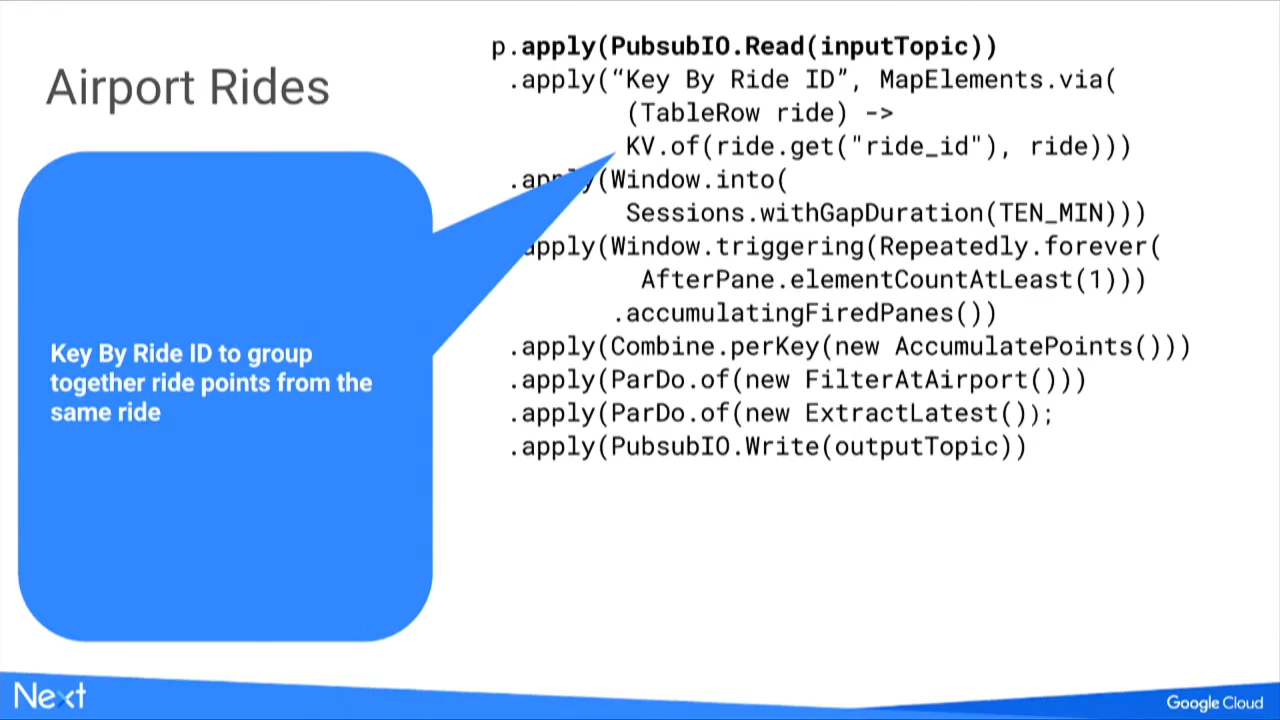 Airport Rides
Key By Ride ID to group
together ride points from the
same ride
p.apply(PubsubIO.Read(inputTopic))
.apply(“Key By Ride ID”, MapElements.via(
(TableRow ride) ->
KV.of(ride.get("ride_id"), ride)))
.apply(Window.into(
Sessions.withGapDuration(TEN_MIN)))
apply(Window.triggering(Repeatedly.forever(
AfterPane.elementCountAtLeast(1)))
.accumulatingFiredPanes())
.apply(Combine.perKey(new AccumulatePoints()))
.apply(ParDo.of(new FilterAtAirport()))
.apply(ParDo.of(new ExtractLatest());
.apply(PubsubIO.Write(outputTopic))
Next
Google Cloud